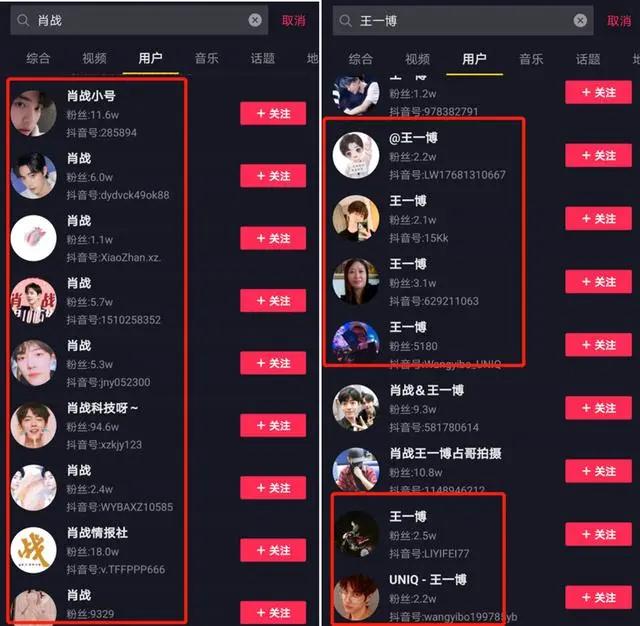 肖战
取消
综合
视频
用户
音乐
话题
地
肖战小号
粉丝:11.6w
抖音号:285894
+ 关注
肖战
粉丝:6.0w
抖音号:dydvck49ok88
+ 关注
肖战
粉丝:1.1w
抖音号:XiaoZhan.xz.
+ 关注
肖战
粉丝:5.7w
抖音号:1510258352
+ 关注
肖战
粉丝:5.3w
抖音号:jny052300
+ 关注
肖战科技呀~
粉丝:94.6w
抖音号:xzkjy123
+ 关注
肖战
粉丝:2.4w
抖音号:WYBAXZ10585
+ 关注
肖战情报社
粉丝:18.0w
抖音号:v.TFFPPP666
+ 关注
肖战
粉丝:9329
+ 关注
王一博
取消
综合
视频
用户
音乐
话题
王一博
粉丝:1.2w
抖音号:978382791
+ 关注
@王一博
粉丝:2.2w
抖音号:LW17681310667
+ 关注
王一博
粉丝:2.1w
抖音号:15Kk
+ 关注
王一博
粉丝:3.1w
抖音号:629211063
+ 关注
王一博
粉丝:5180
抖音号:Wangyibo_UNIQ
+ 关注
肖战&王一博
粉丝:9.3w
抖音号:581780614
+ 关注
肖战王一博占哥拍摄
粉丝:10.8w
抖音号:1148946212
+ 关注
王一博
粉丝:2.5w
抖音号:LIYIFEI77
+ 关注
UNIQ - 王一博
粉丝:2.2w
抖音号:wangyibo199785yb
+ 关注